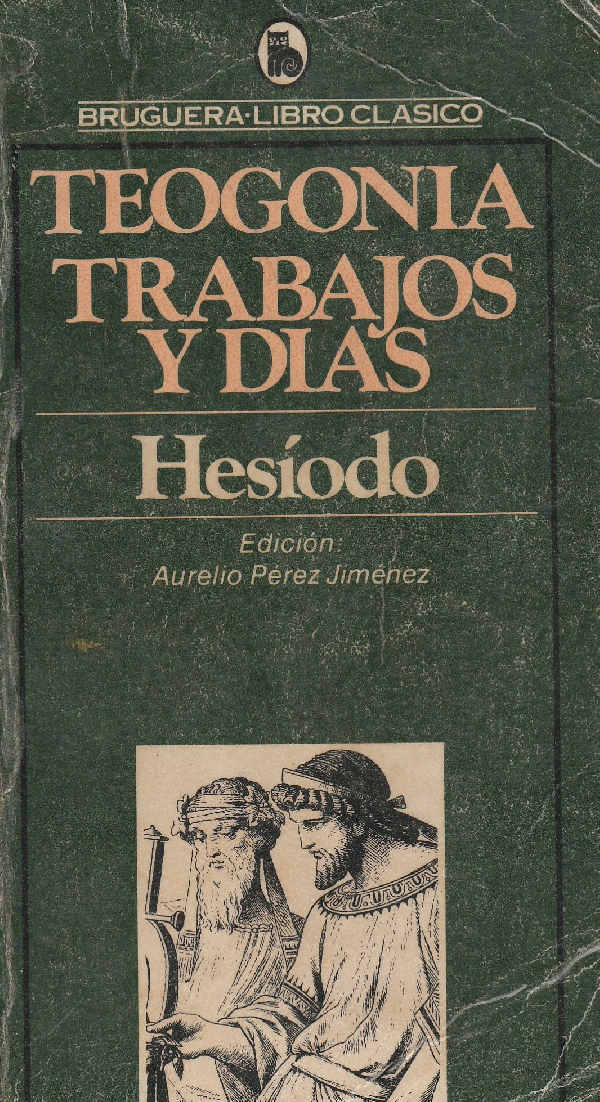 BRUGUERA·LIBRO CLASICO
TEOGONIA
TRABAJOS
Y DIAS
Hesíodo
Edición:
Aurelio Pérez Jiménez